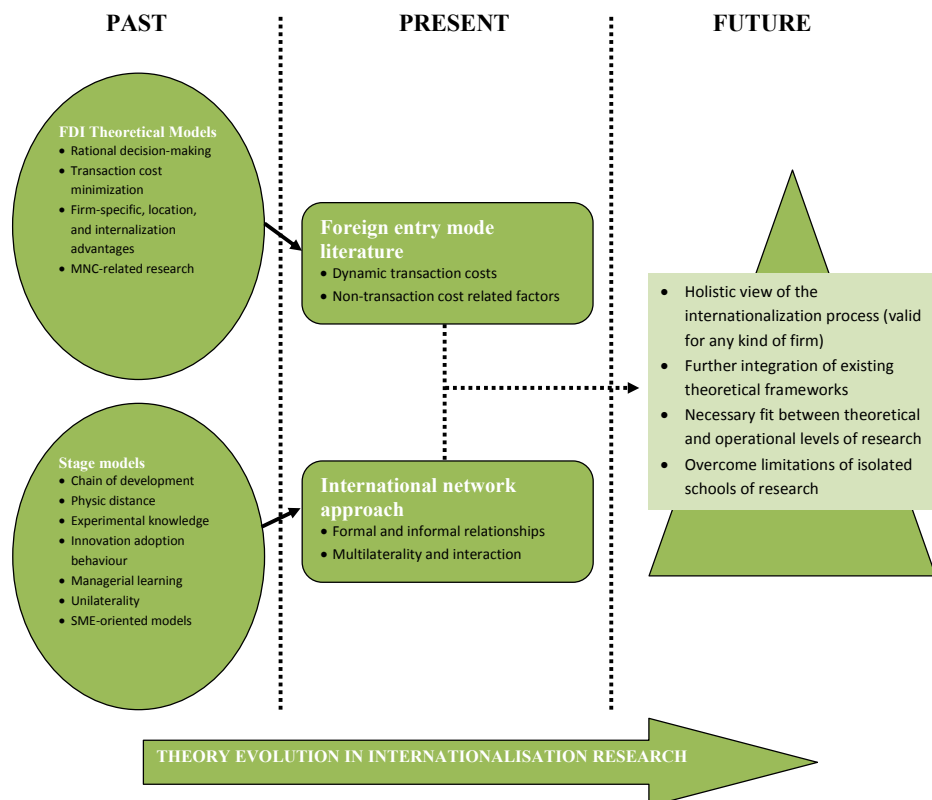 PAST
PRESENT
FUTURE
FDI Theoretical Models
• Rational decision-making
• Transaction cost
minimization
• Firm-specific, location,
and internalization
advantages
• MNC-related research
Stage models
• Chain of development
• Physic distance
• Experimental knowledge
• Innovation adoption
behaviour
• Managerial learning
• Unilaterality
• SME-oriented models
Foreign entry mode
literature
• Dynamic transaction costs
• Non-transaction cost related factors
International network
approach
• Formal and informal relationships
• Multilaterality and interaction
• Holistic view of the
internationalization process (valid
for any kind of firm)
• Further integration of existing
theoretical frameworks
• Necessary fit between theoretical
and operational levels of research
• Overcome limitations of isolated
schools of research
THEORY EVOLUTION IN INTERNATIONALISATION RESEARCH